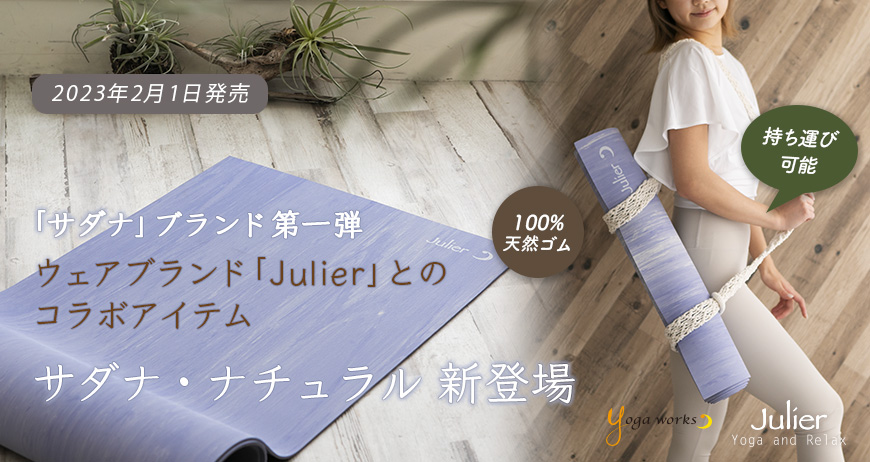 2023年2月1日発売
「サダナ」ブランド第一弾
ウェアブランド「Julier」との
コラボアイテム
サダナ・ナチュラル 新登場
100%
天然ゴム
持ち運び
可能
Julier
Julier
yoga works
Julier
Yoga and Relax